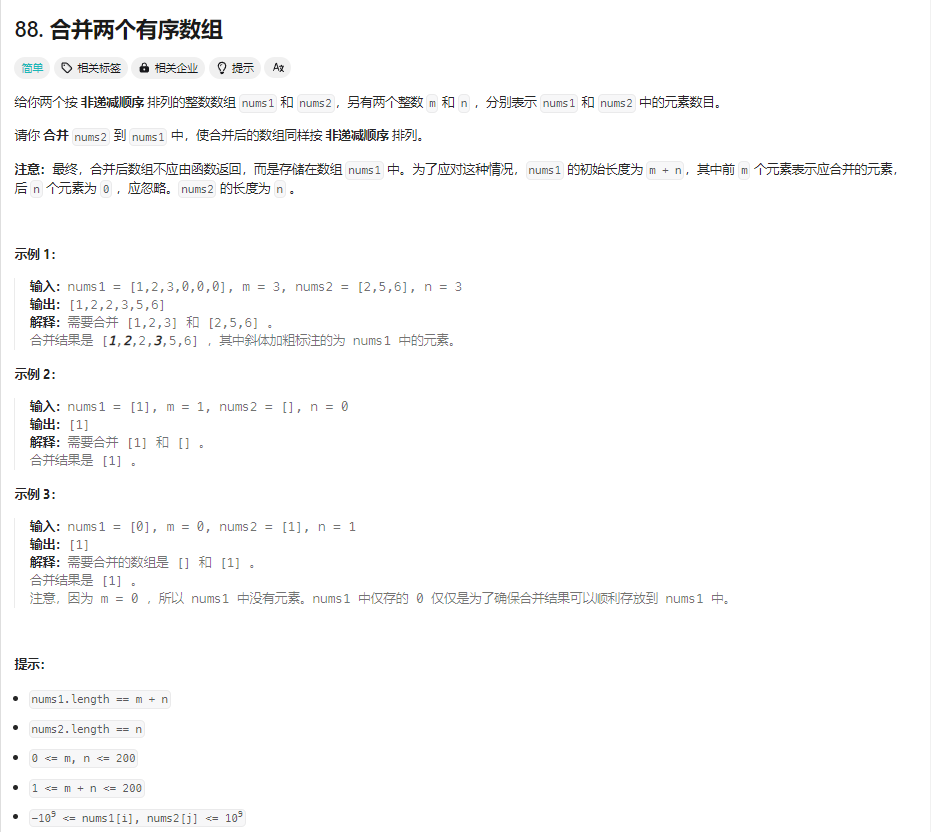 88. 合并两个有序数组
简单 相关标签 相关企业 提示 Aズ
给你两个按 非递减顺序 排列的整数数组 nums1 和 nums2，另有两个整数 m 和 n ，分别表示 nums1 和 nums2 中的元素数目。
请你 合并 nums2 到 nums1 中，使合并后的数组同样按 非递减顺序 排列。
注意：最终，合并后数组不应由函数返回，而是存储在数组 nums1 中。为了应对这种情况，nums1 的初始长度为 m + n，其中前 m 个元素表示应合并的元素，
后 n 个元素为 0 ，应忽略。nums2 的长度为 n 。
示例 1：
输入：nums1 = [1,2,3,0,0,0], m = 3, nums2 = [2,5,6], n = 3
输出：[1,2,2,3,5,6]
解释：需要合并 [1,2,3] 和 [2,5,6] 。
合并结果是 [1,2,2,3,5,6] ，其中斜体加粗标注的为 nums1 中的元素。
示例 2：
输入：nums1 = [1], m = 1, nums2 = [], n = 0
输出：[1]
解释：需要合并 [1] 和 [] 。
合并结果是 [1] 。
示例 3：
输入：nums1 = [0], m = 0, nums2 = [1], n = 1
输出：[1]
解释：需要合并的数组是 [] 和 [1] 。
合并结果是 [1] 。
注意，因为 m = 0 ，所以 nums1 中没有元素。nums1 中仅存的 0 仅仅是为了确保合并结果可以顺利存放到 nums1 中。
提示：
nums1.length == m + n
nums2.length == n
0 <= m, n <= 200
1 <= m + n <= 200
-10⁹ <= nums1[i], nums2[j] <= 10⁹